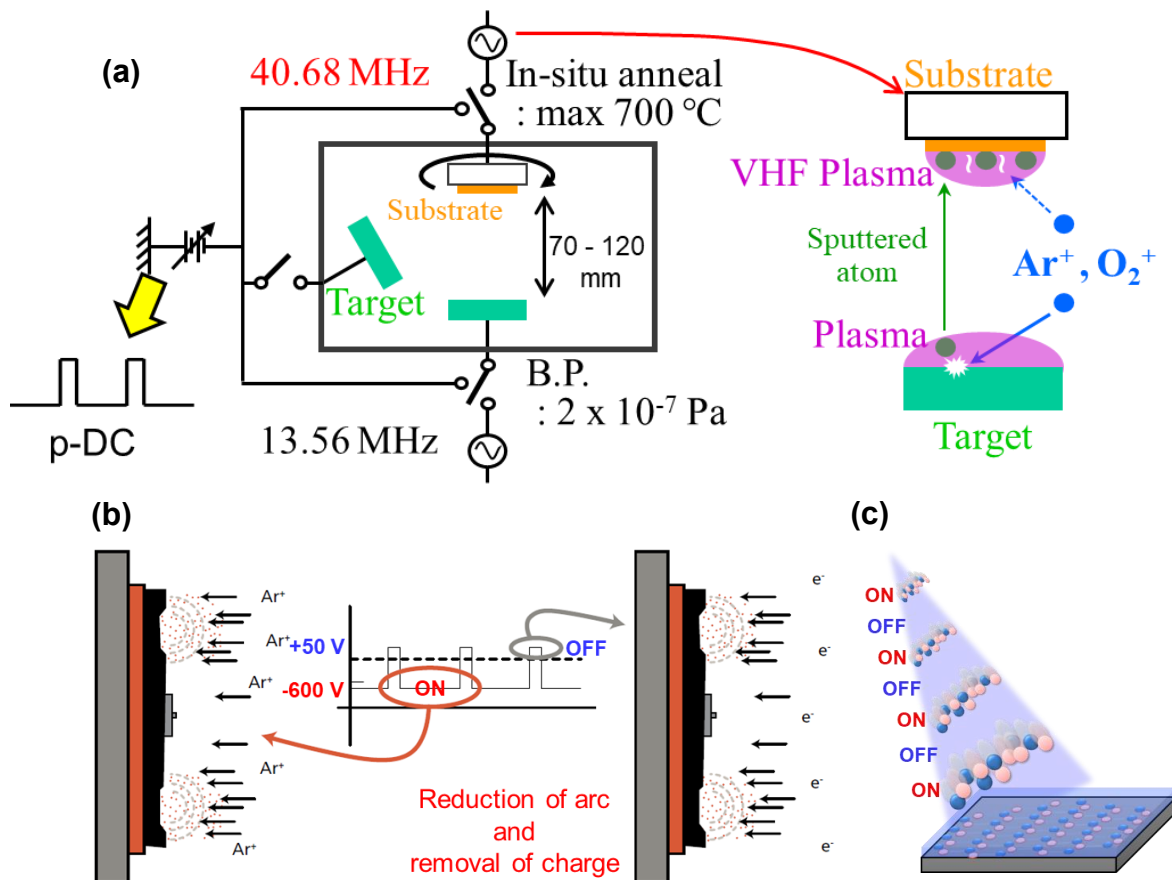 (a)
40.68 MHz
In-situ anneal
: max 700 ℃
Substrate
70 - 120
mm
Target
p-DC
13.56 MHz
B.P.
: 2 x 10⁻⁷ Pa
Substrate
VHF Plasma
Sputtered
atom
Ar⁺ , O₂⁺
Plasma
Target
(b)
Ar⁺
Ar⁺
Ar⁺
Ar⁺
Ar⁺
+50 V
-600 V
ON
OFF
Reduction of arc
and
removal of charge
e⁻
e⁻
e⁻
e⁻
e⁻
e⁻
(c)
ON
OFF
ON
OFF
ON
OFF
ON